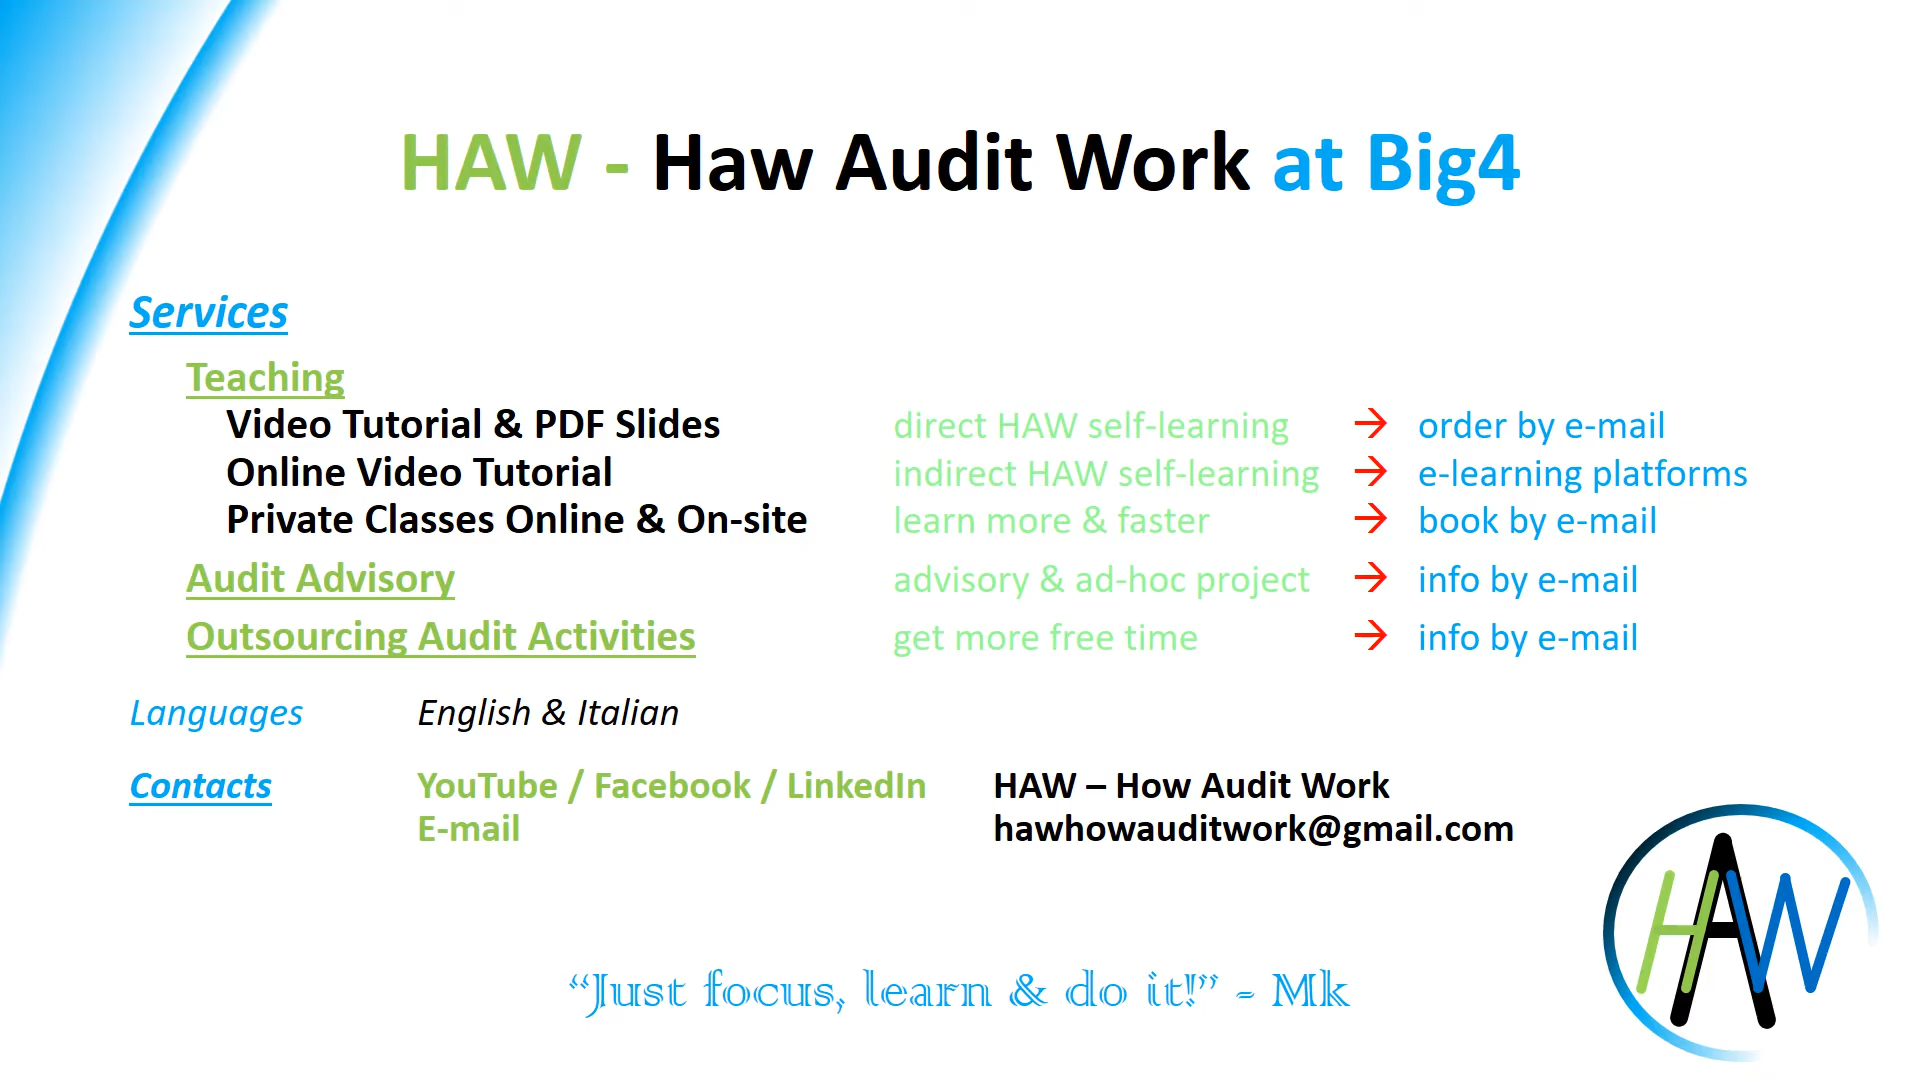 HAW - Haw Audit Work at Big4
Services
Teaching
Video Tutorial & PDF Slides direct HAW self-learning → order by e-mail
Online Video Tutorial indirect HAW self-learning → e-learning platforms
Private Classes Online & On-site learn more & faster → book by e-mail
Audit Advisory advisory & ad-hoc project → info by e-mail
Outsourcing Audit Activities get more free time → info by e-mail
Languages English & Italian
Contacts YouTube / Facebook / LinkedIn HAW – How Audit Work
E-mail hawhowauditwork@gmail.com
“Just focus, learn & do it!” - Mk
HAW